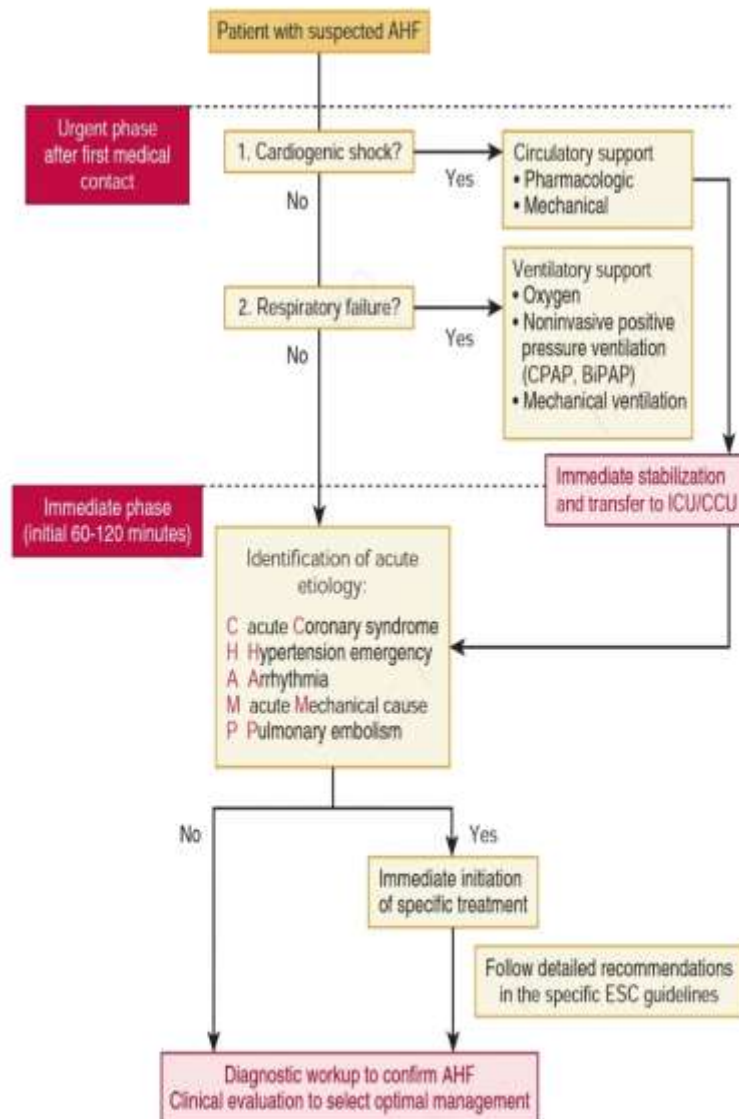 Patient with suspected AHF
Urgent phase
after first medical
contact
1. Cardiogenic shock?
Yes
Circulatory support
• Pharmacologic
• Mechanical
No
2. Respiratory failure?
Yes
Ventilatory support
• Oxygen
• Noninvasive positive
pressure ventilation
(CPAP, BiPAP)
• Mechanical ventilation
No
Immediate stabilization
and transfer to ICU/CCU
Immediate phase
(initial 60-120 minutes)
Identification of acute
etiology:
C acute Coronary syndrome
H Hypertension emergency
A Arrhythmia
M acute Mechanical cause
P Pulmonary embolism
No
Yes
Immediate initiation
of specific treatment
Follow detailed recommendations
in the specific ESC guidelines
Diagnostic workup to confirm AHF
Clinical evaluation to select optimal management